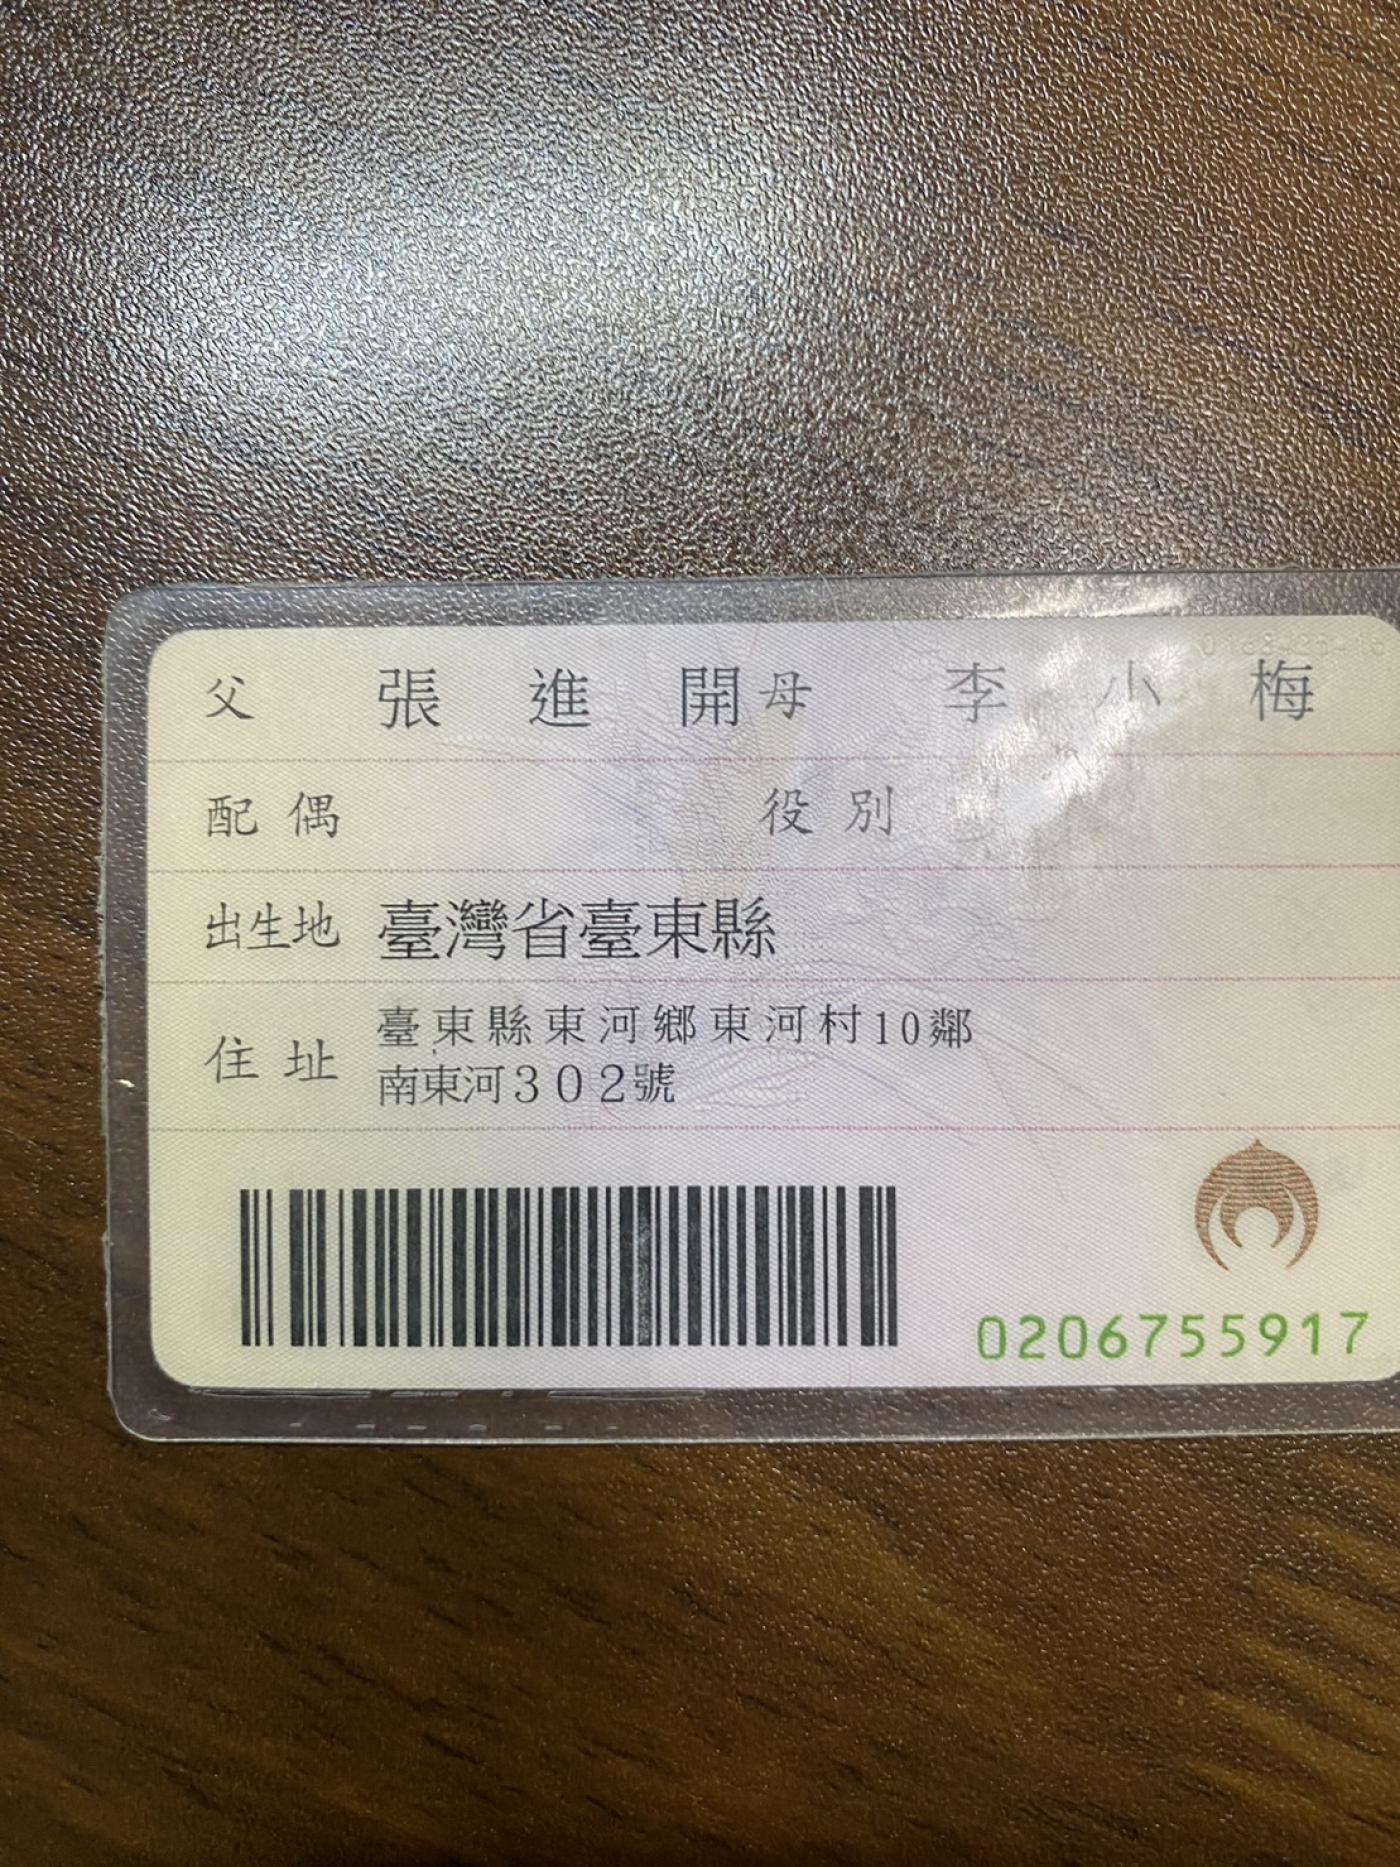 父 張進開 母 李小梅
配偶 役別
出生地 臺灣省臺東縣
住址 臺東縣東河鄉東河村10鄰
南東河302號
0206755917